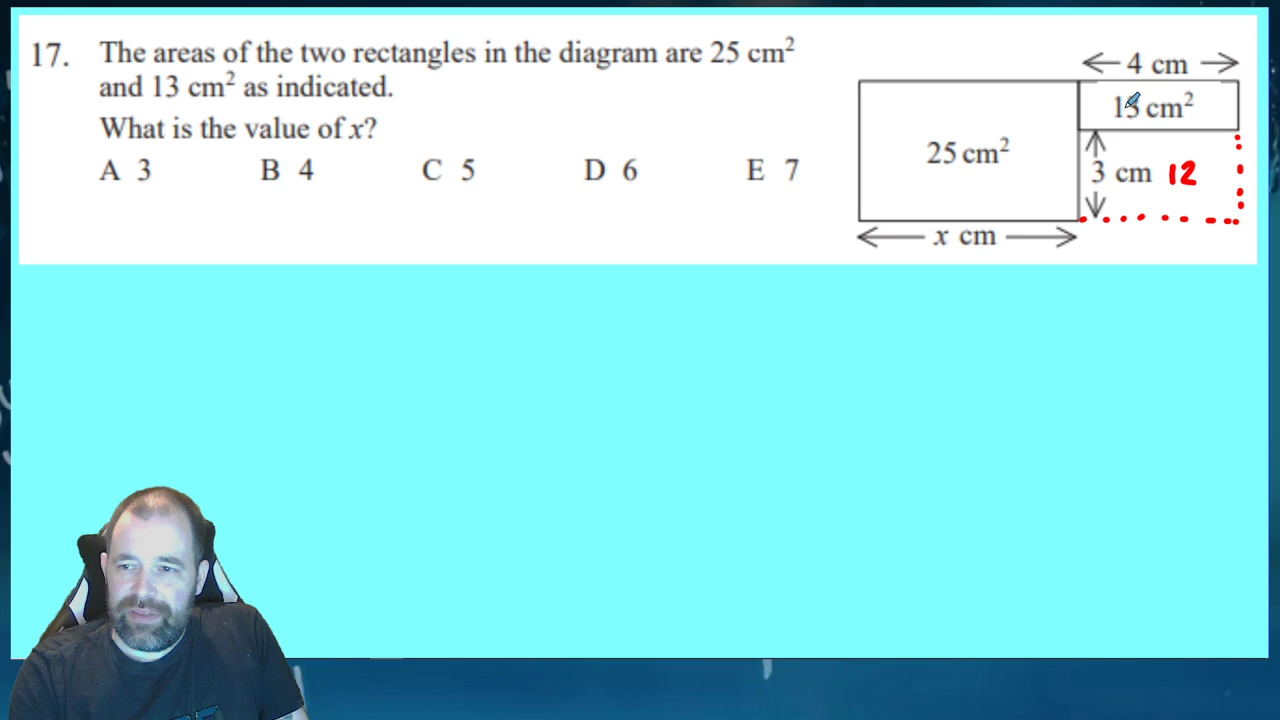 17. The areas of the two rectangles in the diagram are 25 cm²
and 13 cm² as indicated.
What is the value of x?
A 3 B 4 C 5 D 6 E 7
4 cm
13 cm²
25 cm²
3 cm 12
x cm